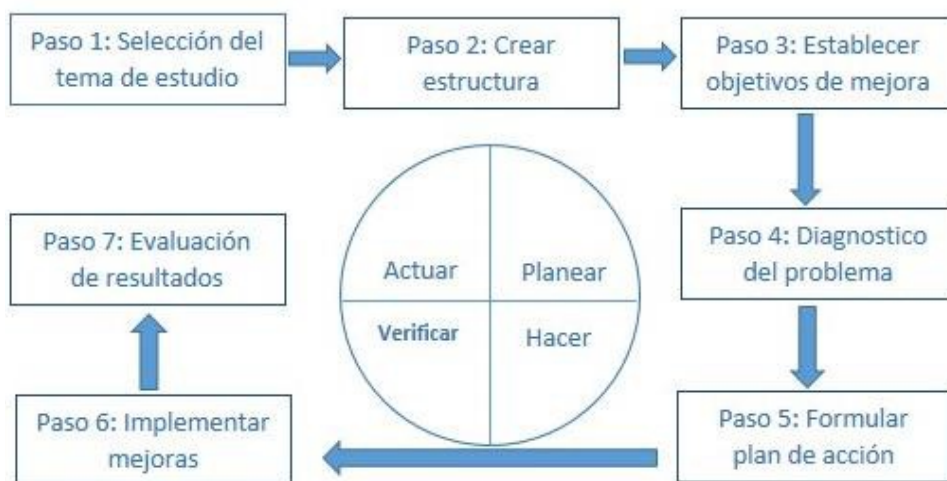 Paso 1: Selección del
tema de estudio
Paso 2: Crear
estructura
Paso 3: Establecer
objetivos de mejora
Paso 4: Diagnostico
del problema
Paso 5: Formular
plan de acción
Paso 6: Implementar
mejoras
Paso 7: Evaluación
de resultados
Actuar
Planear
Verificar
Hacer